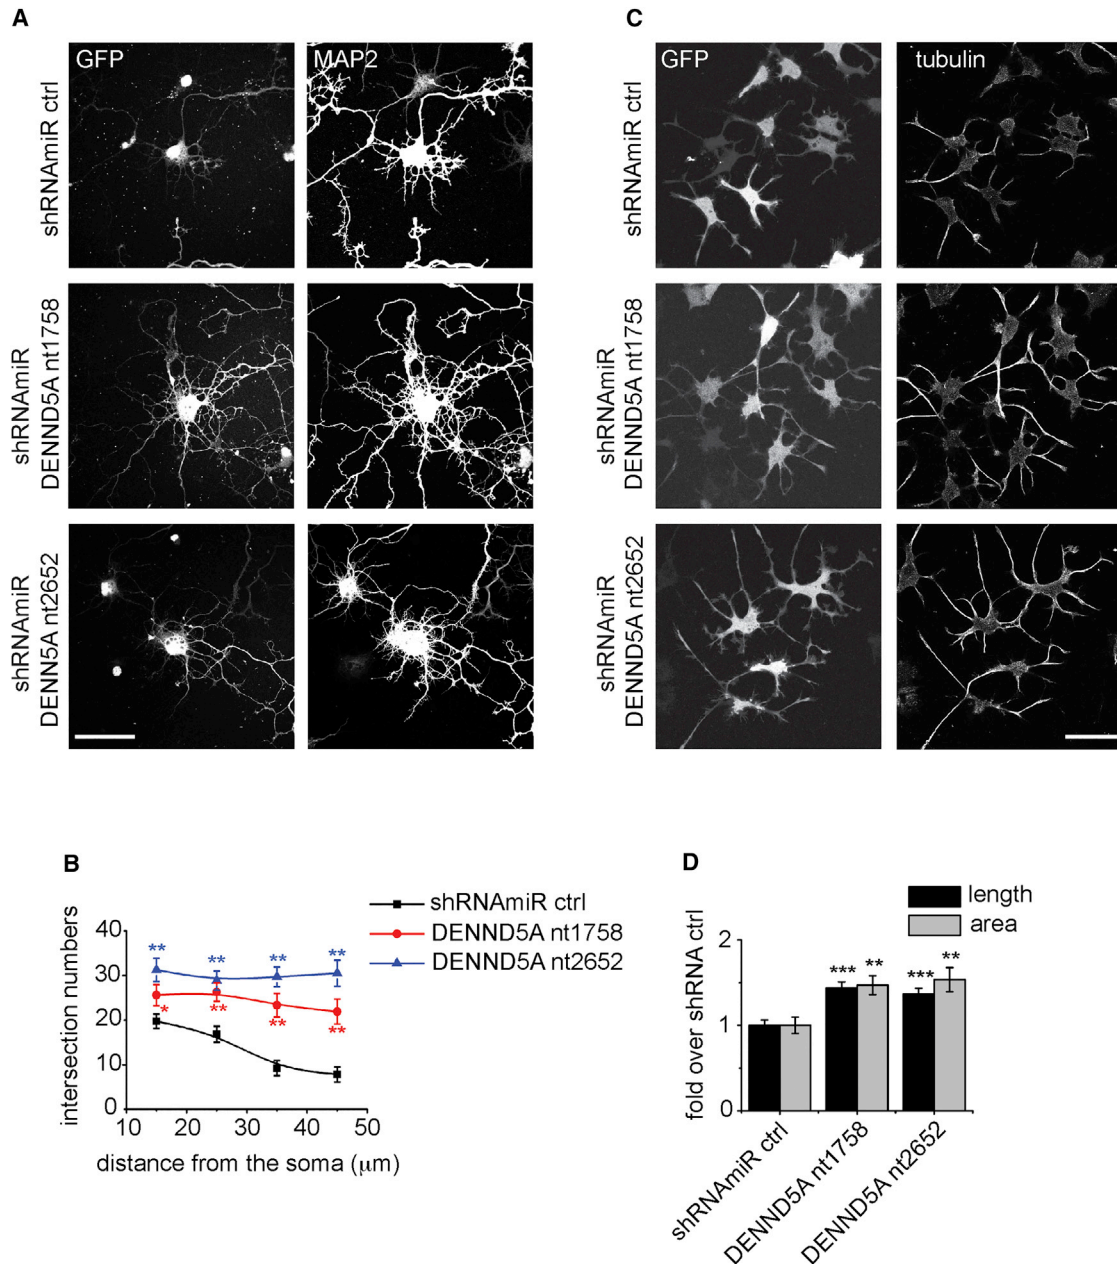 A
GFP
MAP2
shRNAmiR ctrl
shRNAmiR
DENND5A nt1758
shRNAmiR
DENN5A nt2652
C
GFP
tubulin
shRNAmiR ctrl
shRNAmiR
DENND5A nt1758
shRNAmiR
DENND5A nt2652
B
shRNAmiR ctrl
DENND5A nt1758
DENND5A nt2652
intersection numbers
40
30
20
10
0
** ** ** **
* ** ** **
10 20 30 40 50
distance from the soma (μm)
D
length
area
fold over shRNA ctrl
2
1
0
*** ** *** **
shRNAmiR ctrl
DENND5A nt1758
DENND5A nt2652